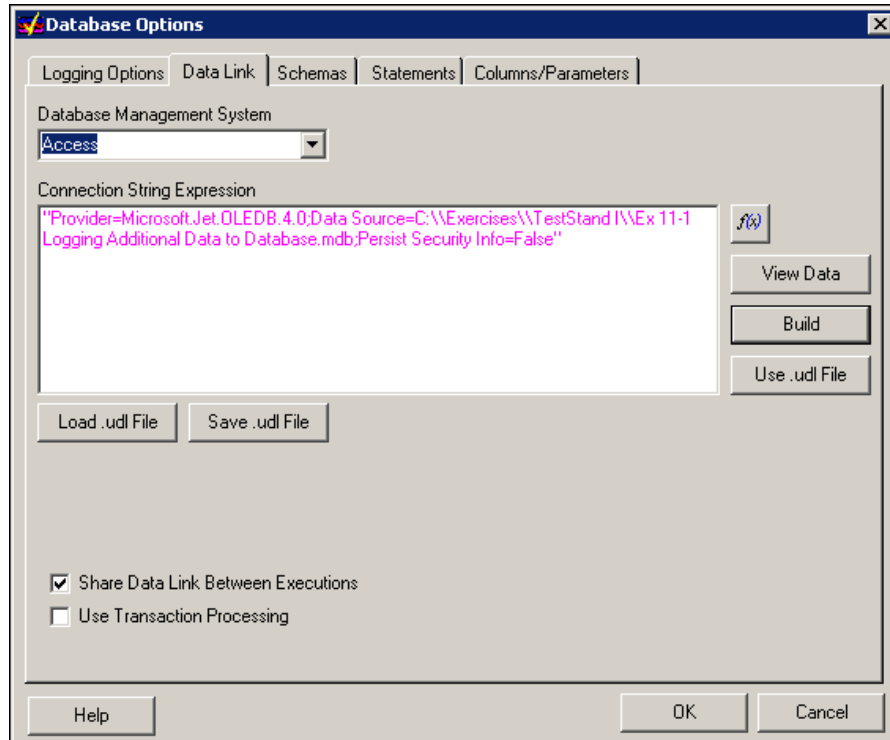 Database Options
Logging Options Data Link Schemas Statements Columns/Parameters
Database Management System
Access
Connection String Expression
"Provider=Microsoft.Jet.OLEDB.4.0;Data Source=C:\\Exercises\\TestStand I\\Ex 11-1
Logging Additional Data to Database.mdb;Persist Security Info=False"
f(x)
View Data
Build
Use .udl File
Load .udl File Save .udl File
Share Data Link Between Executions
Use Transaction Processing
Help OK Cancel